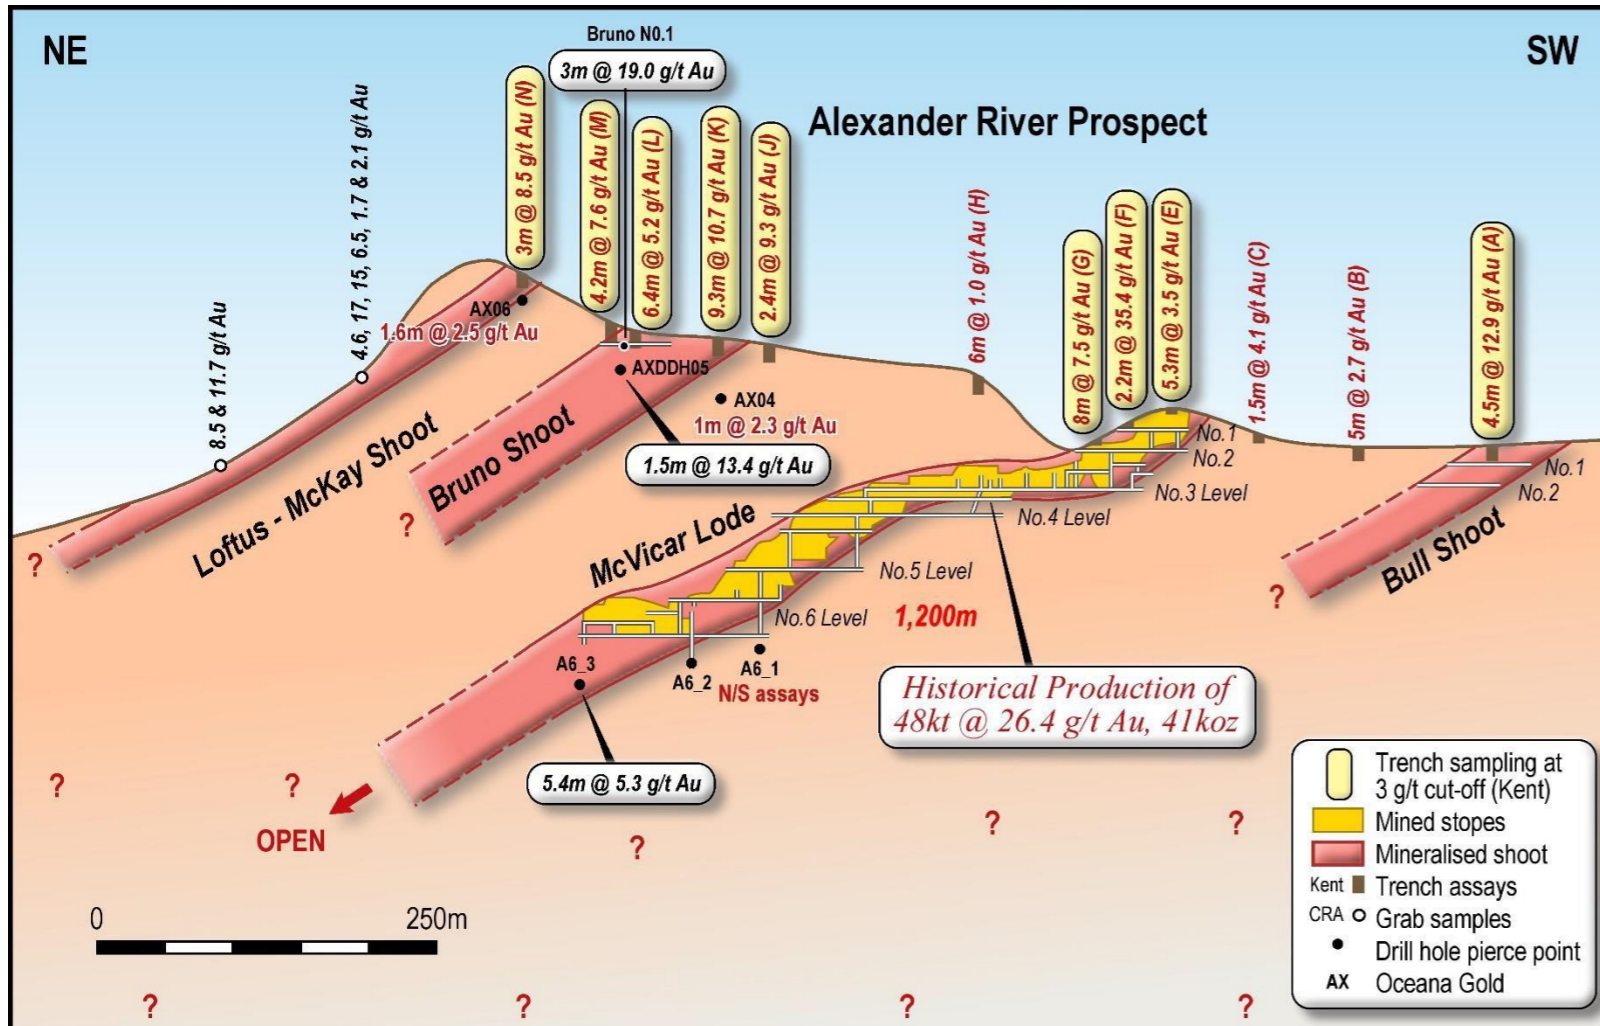 NE
SW
Alexander River Prospect
Bruno N0.1
3m @ 19.0 g/t Au
8.5 & 11.7 g/t Au
4.6, 17, 15, 6.5, 1.7 & 2.1 g/t Au
3m @ 8.5 g/t Au (N)
4.2m @ 7.6 g/t Au (M)
6.4m @ 5.2 g/t Au (L)
9.3m @ 10.7 g/t Au (K)
2.4m @ 9.3 g/t Au (J)
6m @ 1.0 g/t Au (H)
8m @ 7.5 g/t Au (G)
2.2m @ 35.4 g/t Au (F)
5.3m @ 3.5 g/t Au (E)
1.5m @ 4.1 g/t Au (C)
5m @ 2.7 g/t Au (B)
4.5m @ 12.9 g/t Au (A)
AX06
1.6m @ 2.5 g/t Au
AXDDH05
AX04
1m @ 2.3 g/t Au
1.5m @ 13.4 g/t Au
Loftus - McKay Shoot
Bruno Shoot
McVicar Lode
Bull Shoot
No.1
No.2
No.3 Level
No.4 Level
No.5 Level
No.6 Level
No.1
No.2
1,200m
A6_3
A6_2
A6_1
N/S assays
5.4m @ 5.3 g/t Au
Historical Production of
48kt @ 26.4 g/t Au, 41koz
?
?
?
?
?
OPEN
?
?
?
?
?
?
?
0
250m
Trench sampling at
3 g/t cut-off (Kent)
Mined stopes
Mineralised shoot
Kent Trench assays
CRA Grab samples
Drill hole pierce point
AX Oceana Gold